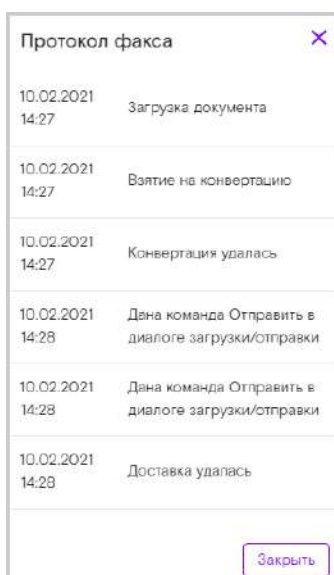 Протокол факса
10.02.2021
14:27
Загрузка документа
10.02.2021
14:27
Взятие на конвертацию
10.02.2021
14:27
Конвертация удалась
10.02.2021
14:28
Дана команда Отправить в
диалоге загрузки/отправки
10.02.2021
14:28
Дана команда Отправить в
диалоге загрузки/отправки
10.02.2021
14:28
Доставка удалась
Закрыть